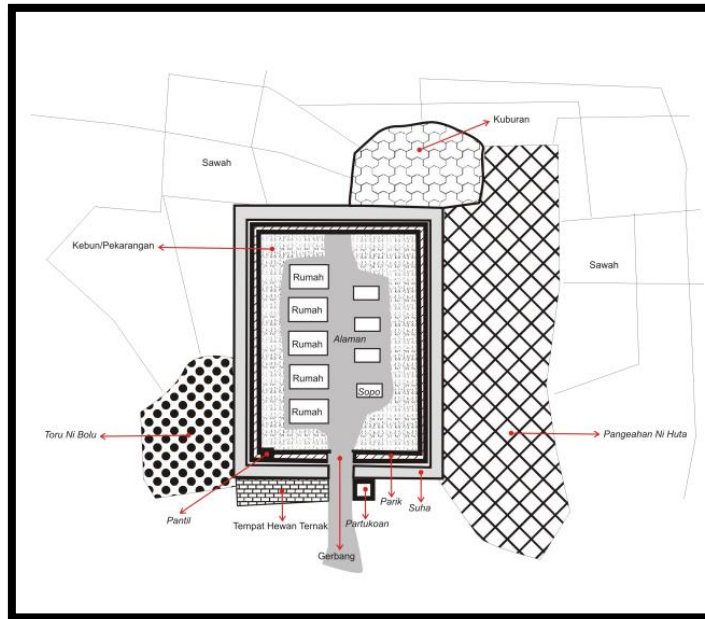 Kuburan
Sawah
Kebun/Pekarangan
Sawah
Rumah
Rumah
Alaman
Rumah
Rumah
Sopo
Rumah
Toru Ni Bolu
Pangeahan Ni Huta
Pantil
Tempat Hewan Ternak
Partukoan
Parik
Suha
Gerbang